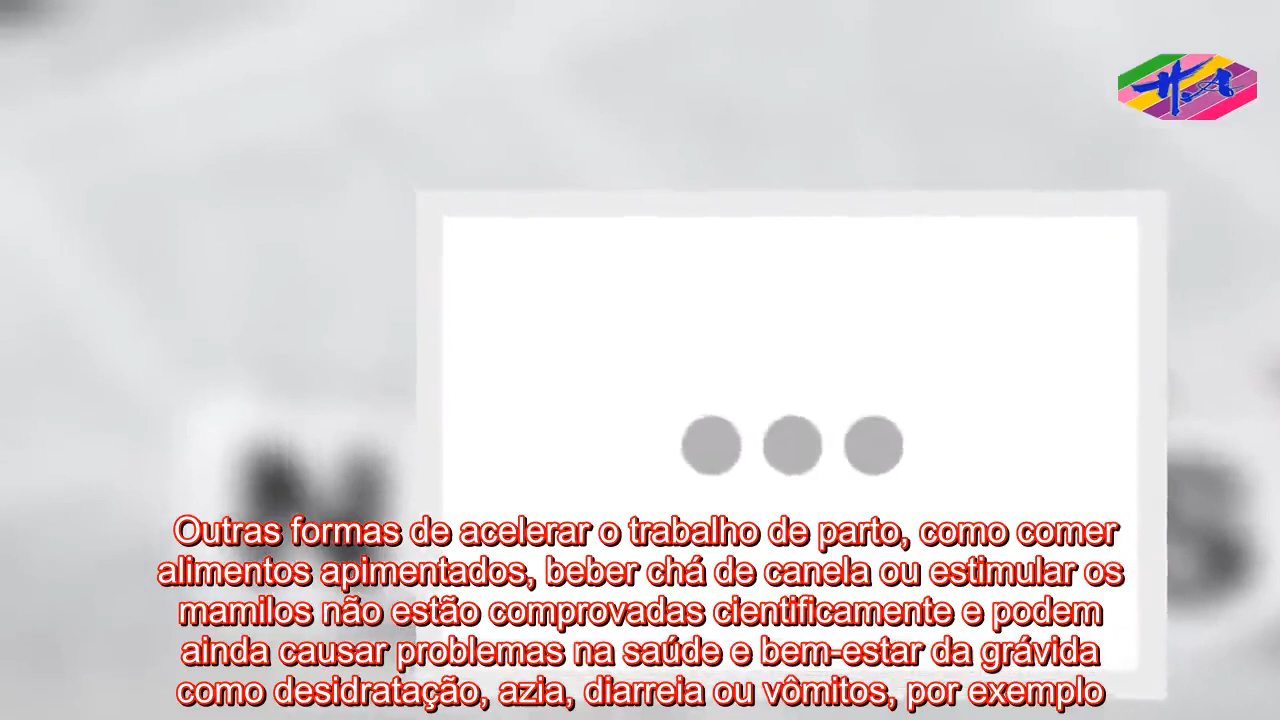 HA
Outras formas de acelerar o trabalho de parto, como comer
alimentos apimentados, beber chá de canela ou estimular os
mamilos não estão comprovadas cientificamente e podem
ainda causar problemas na saúde e bem-estar da grávida
como desidratação, azia, diarreia ou vômitos, por exemplo